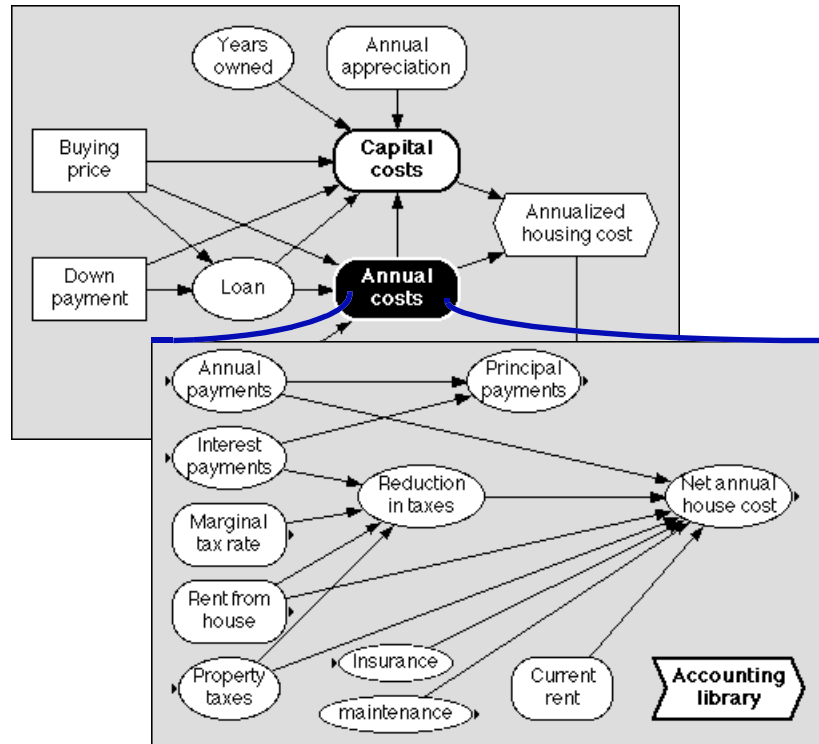 Years
owned
Annual
appreciation
Buying
price
Capital
costs
Annualized
housing cost
Down
payment
Loan
Annual
costs
Annual
payments
Principal
payments
Interest
payments
Reduction
in taxes
Net annual
house cost
Marginal
tax rate
Rent from
house
Property
taxes
Insurance
maintenance
Current
rent
Accounting
library